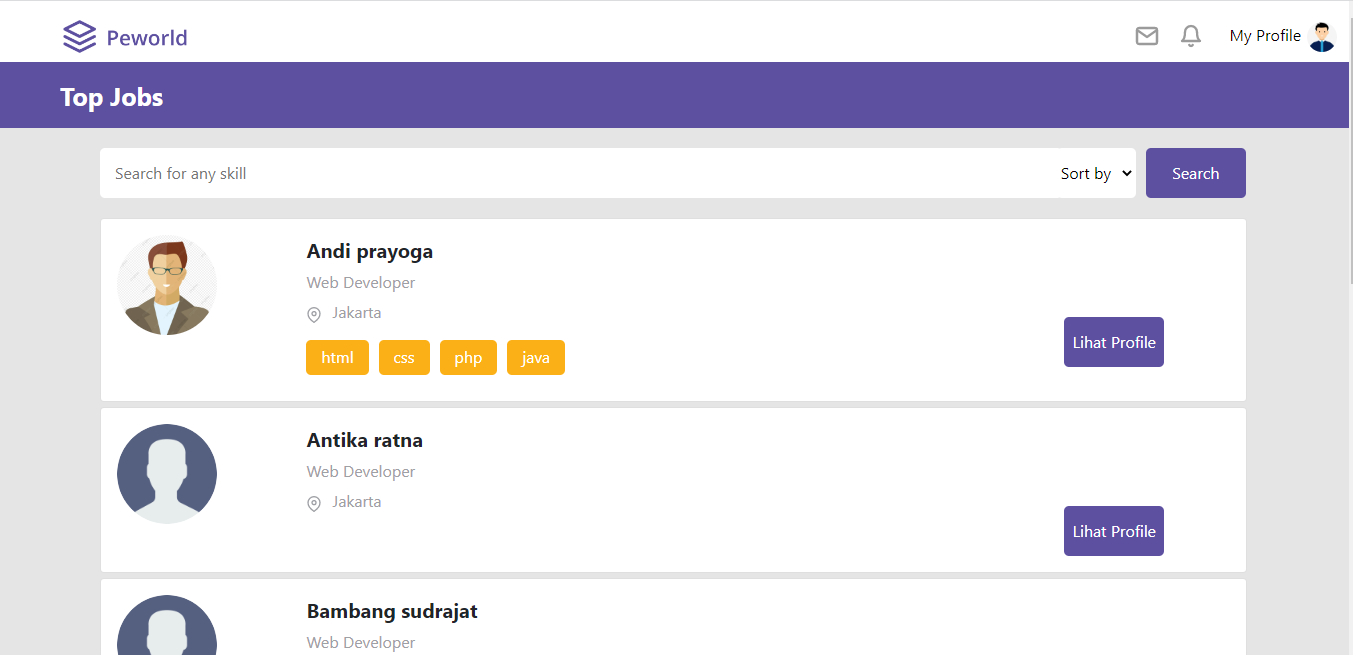 Peworld
My Profile
Top Jobs
Search for any skill
Sort by
Search
Andi prayoga
Web Developer
Jakarta
html css php java
Lihat Profile
Antika ratna
Web Developer
Jakarta
Lihat Profile
Bambang sudrajat
Web Developer